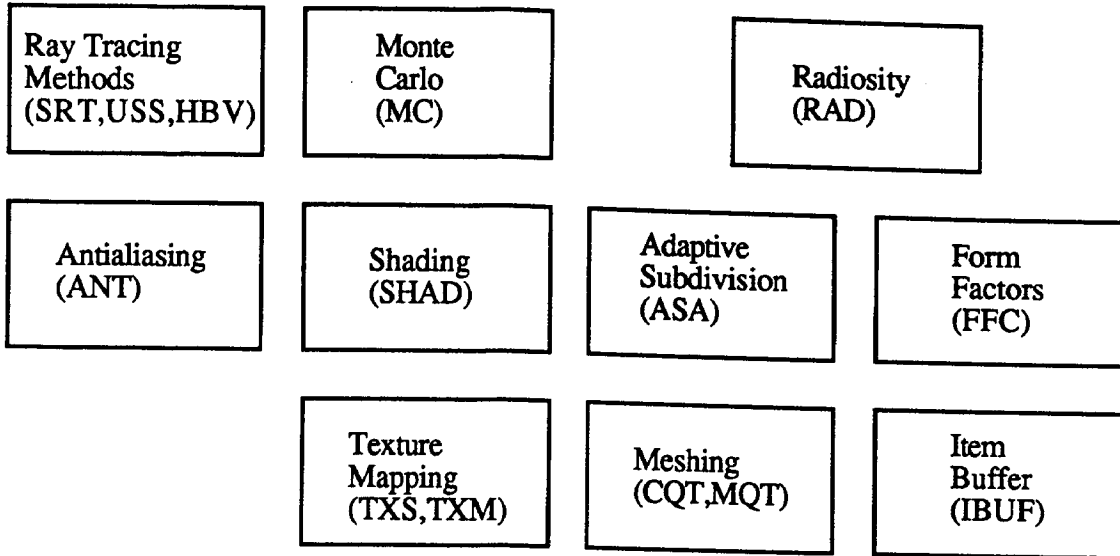 Ray Tracing
Methods
(SRT,USS,HBV)
Monte
Carlo
(MC)
Radiosity
(RAD)
Antialiasing
(ANT)
Shading
(SHAD)
Adaptive
Subdivision
(ASA)
Form
Factors
(FFC)
Texture
Mapping
(TXS,TXM)
Meshing
(CQT,MQT)
Item
Buffer
(IBUF)